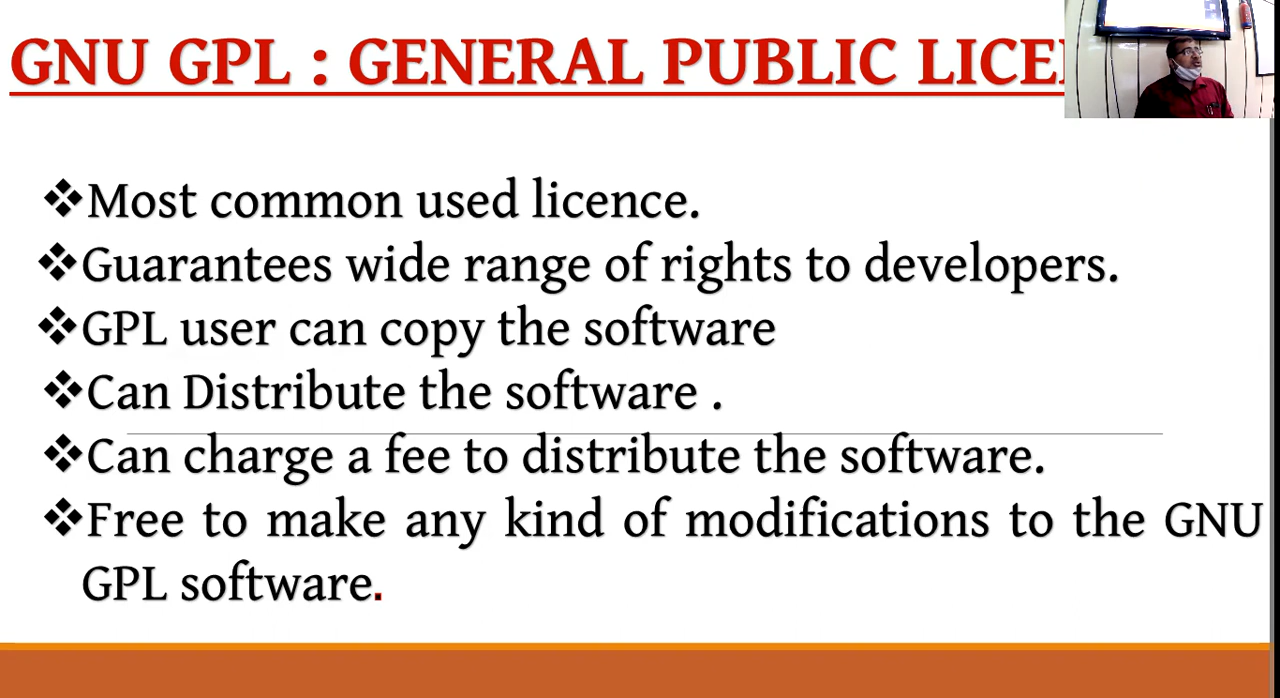 GNU GPL : GENERAL PUBLIC
❖Most common used licence.
❖Guarantees wide range of rights to developers.
❖GPL user can copy the software
❖Can Distribute the software .
❖Can charge a fee to distribute the software.
❖Free to make any kind of modifications to the GNU
GPL software.